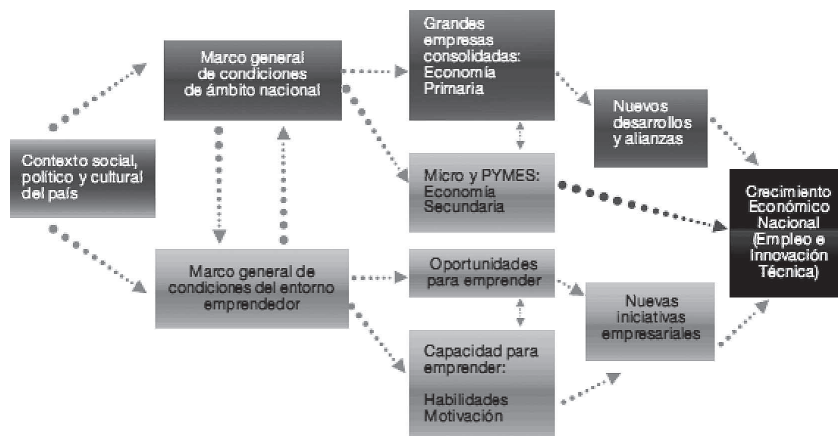 Contexto social,
político y cultural
del país
Marco general
de condiciones
de ámbito nacional
Marco general de
condiciones del entorno
emprendedor
Grandes
empresas
consolidadas:
Economía
Primaria
Micro y PYMES:
Economía
Secundaria
Oportunidades
para emprender
Capacidad para
emprender:
Habilidades
Motivación
Nuevos
desarrollos
y alianzas
Nuevas
iniciativas
empresariales
Crecimiento
Económico
Nacional
(Empleo e
Innovación
Técnica)